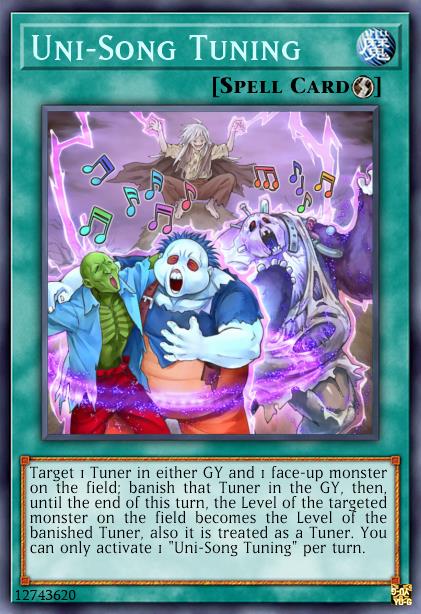 Uni-Song Tuning
[Spell Card]
Target 1 Tuner in either GY and 1 face-up monster
on the field; banish that Tuner in the GY, then,
until the end of this turn, the Level of the targeted
monster on the field becomes the Level of the
banished Tuner, also it is treated as a Tuner. You
can only activate 1 "Uni-Song Tuning" per turn.
12743620